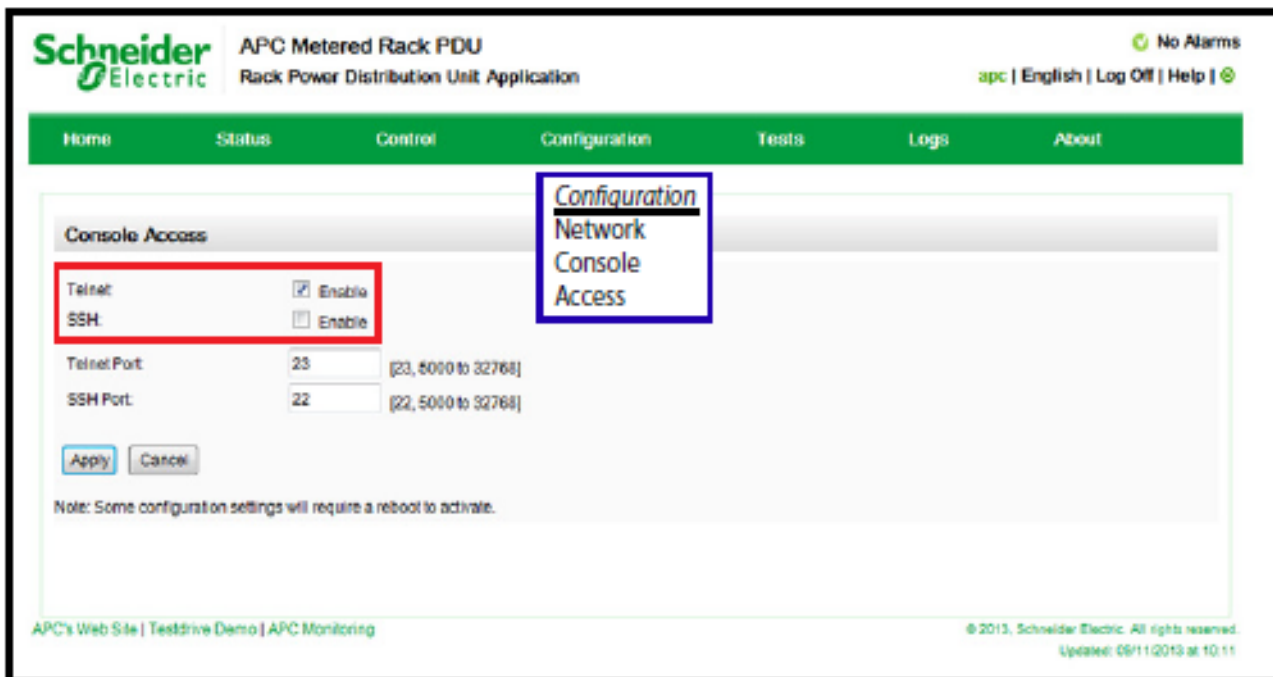 Schneider Electric
APC Metered Rack PDU
Rack Power Distribution Unit Application
No Alarms
apc | English | Log Off | Help |
Home Status Control Configuration Tests Logs About
Configuration
Network
Console
Access
Console Access
Telnet: Enable
SSH: Enable
Telnet Port: 23 [23, 5000 to 32768]
SSH Port: 22 [22, 5000 to 32768]
Apply Cancel
Note: Some configuration settings will require a reboot to activate.
APC's Web Site | Testdrive Demo | APC Monitoring
© 2013, Schneider Electric. All rights reserved.
Updated: 09/11/2013 at 10:11